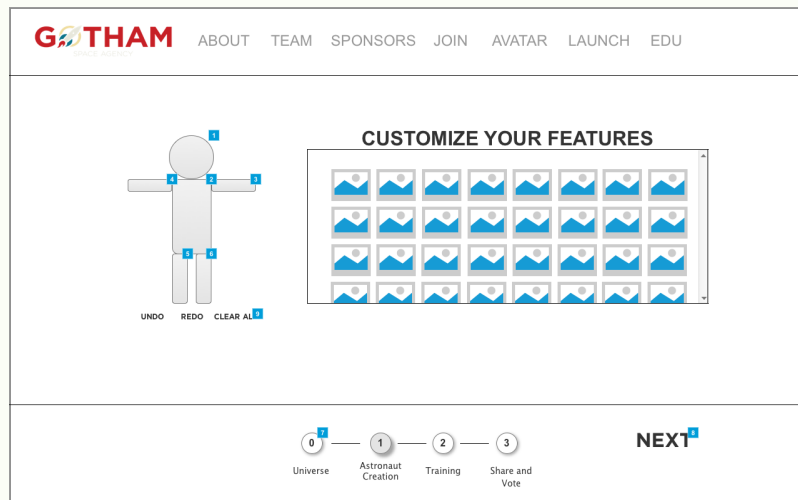 GOTHAM
ABOUT TEAM SPONSORS JOIN AVATAR LAUNCH EDU
1
CUSTOMIZE YOUR FEATURES
4 2 3
5 6
UNDO REDO CLEAR AL 9
7
0 1 2 3
NEXT 8
Universe Astronaut Creation Training Share and Vote